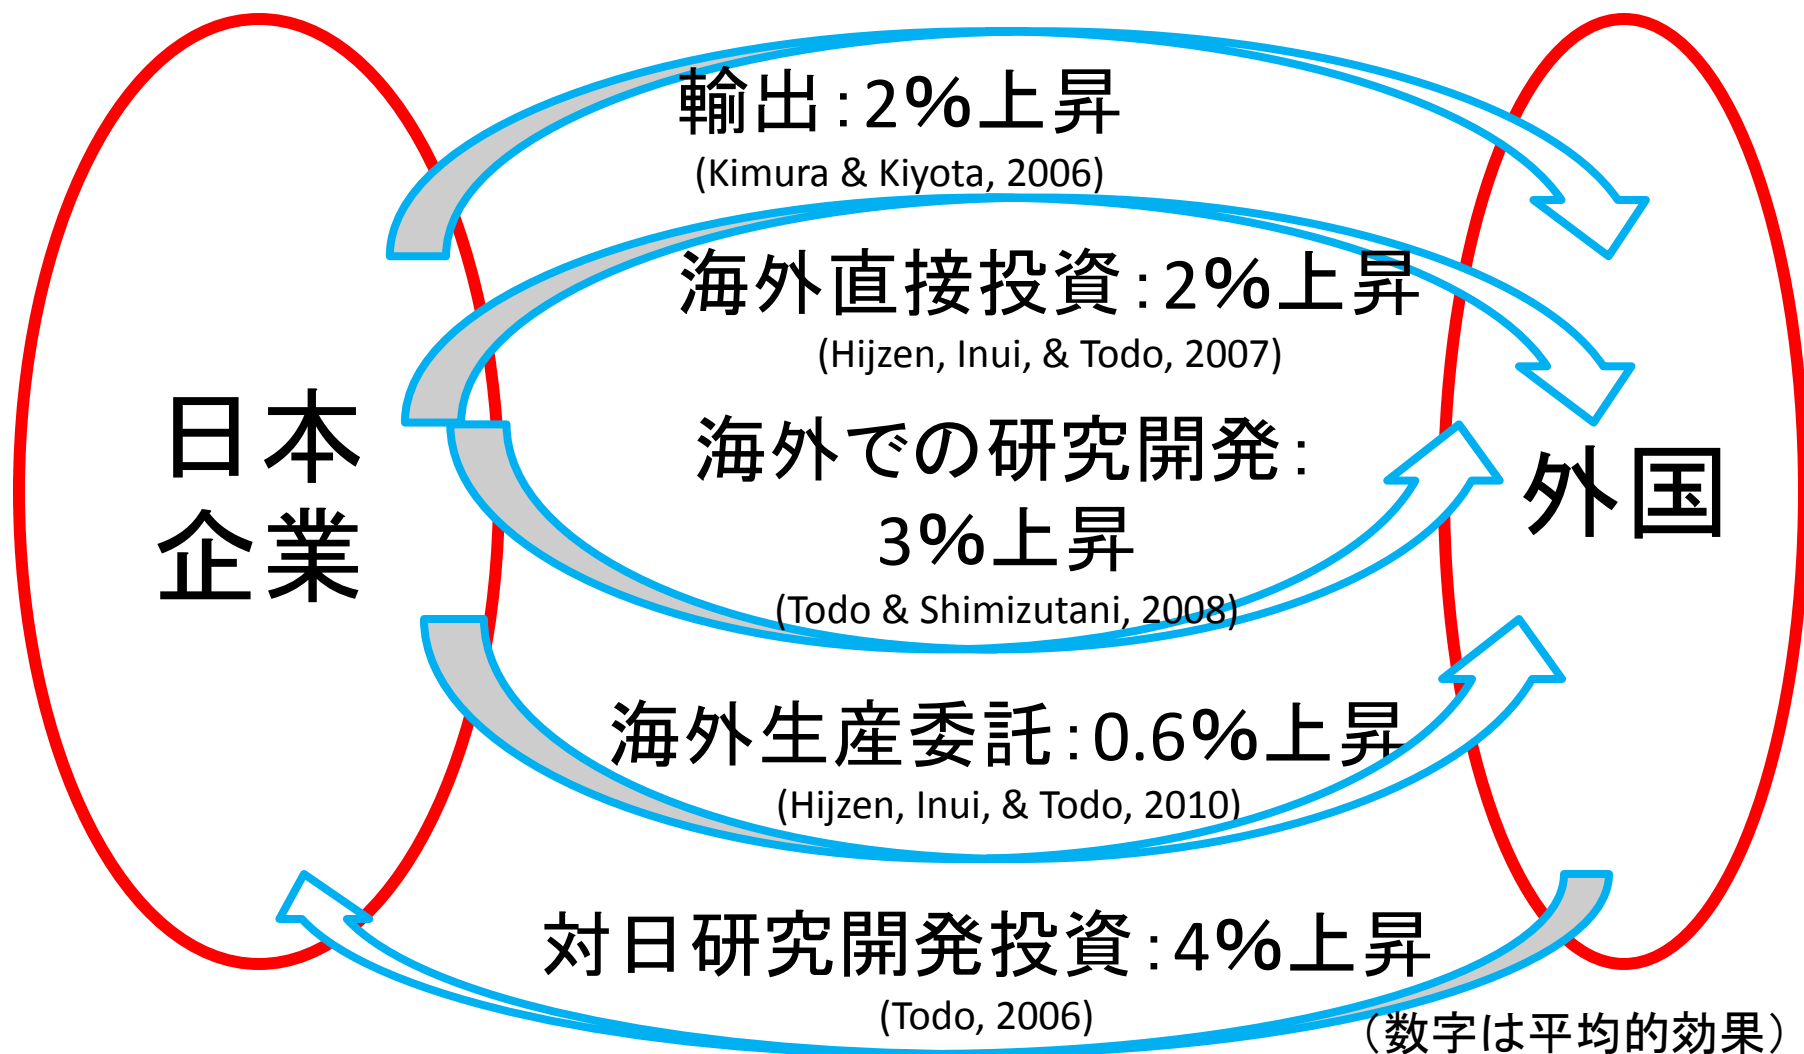 輸出：2%上昇
(Kimura & Kiyota, 2006)
海外直接投資：2%上昇
(Hijzen, Inui, & Todo, 2007)
日本
企業
海外での研究開発：
3%上昇
(Todo & Shimizutani, 2008)
外国
海外生産委託：0.6%上昇
(Hijzen, Inui, & Todo, 2010)
対日研究開発投資：4%上昇
(Todo, 2006)
（数字は平均的効果）